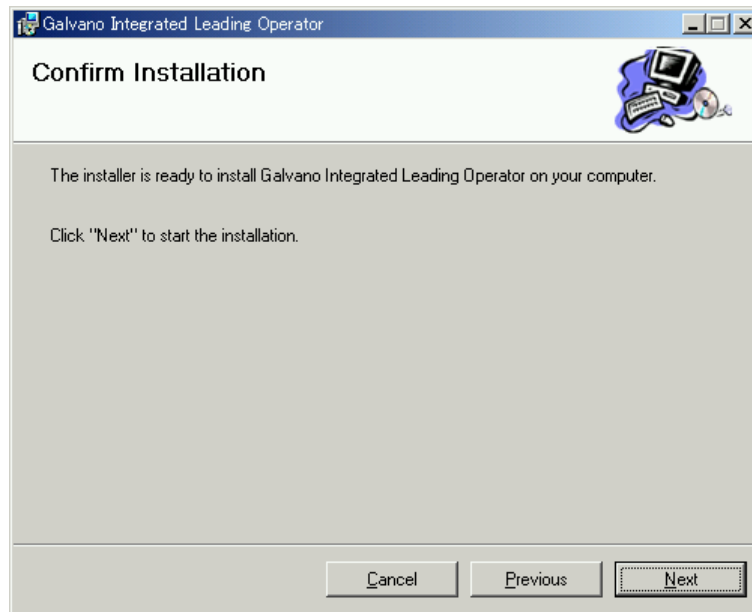 Galvano Integrated Leading Operator
Confirm Installation
The installer is ready to install Galvano Integrated Leading Operator on your computer.
Click "Next" to start the installation.
Cancel
Previous
Next